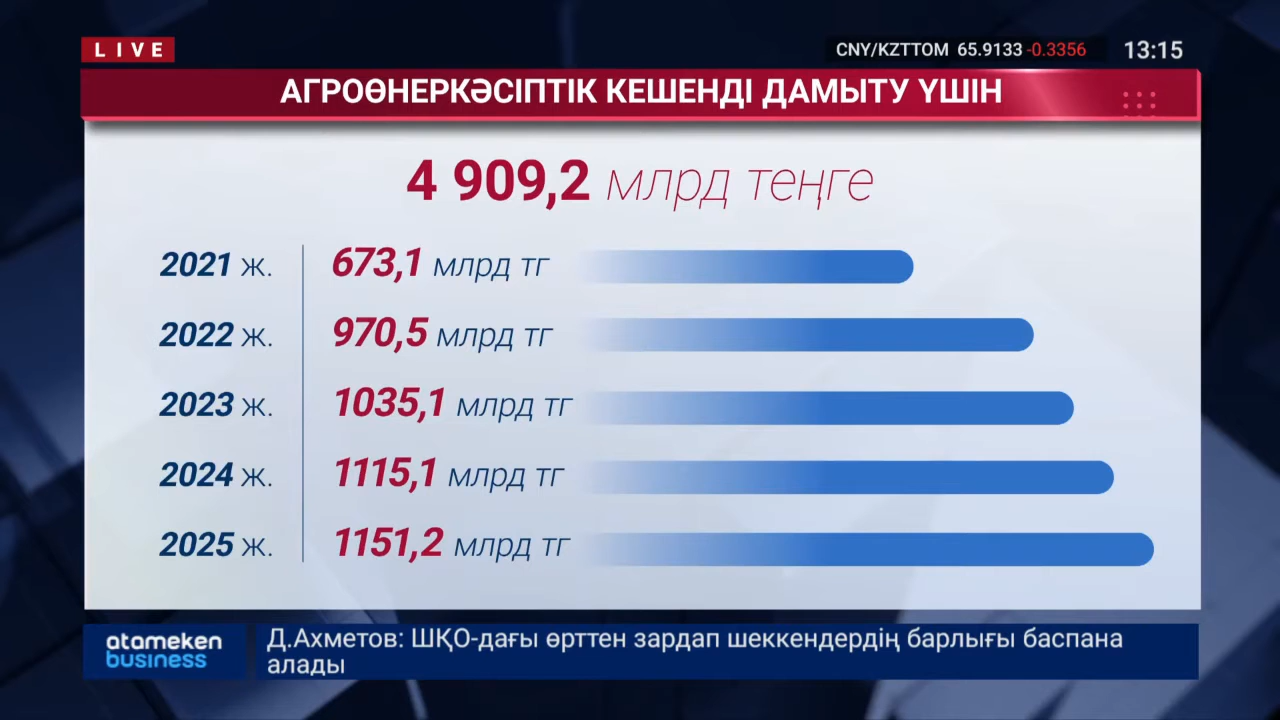 LIVE
CNY/KZTTOM 65.9133 -0.3356
13:15
АГРОӨНЕРКӘСІПТІК КЕШЕНДІ ДАМЫТУ ҮШІН
4 909,2 млрд теңге
2021 ж. 673,1 млрд тг
2022 ж. 970,5 млрд тг
2023 ж. 1035,1 млрд тг
2024 ж. 1115,1 млрд тг
2025 ж. 1151,2 млрд тг
atameken
business
Д.Ахметов: ШҚО-дағы өрттен зардап шеккендердің барлығы баспана
алады